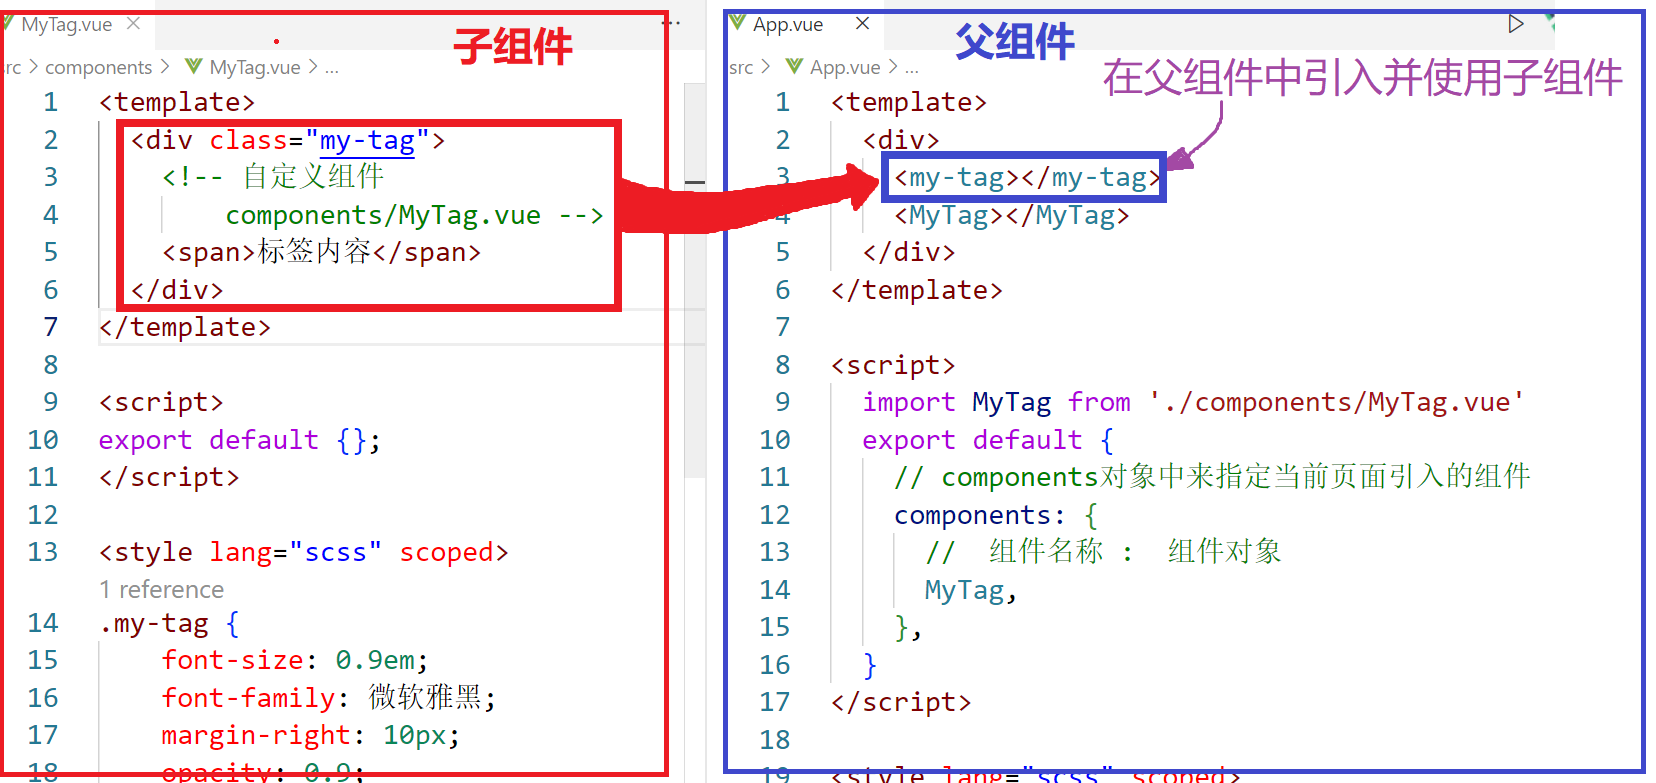 MyTag.vue
子组件
src > components > MyTag.vue > ...
1 <template>
2 <div class="my-tag">
3 <!-- 自定义组件
4 components/MyTag.vue -->
5 <span>标签内容</span>
6 </div>
7 </template>
8
9 <script>
10 export default {};
11 </script>
12
13 <style lang="scss" scoped>
1 reference
14 .my-tag {
15 font-size: 0.9em;
16 font-family: 微软雅黑;
17 margin-right: 10px;
18 opacity: 0.9;
App.vue
父组件
src > App.vue > ...
在父组件中引入并使用子组件
1 <template>
2 <div>
3 <my-tag></my-tag>
4 <MyTag></MyTag>
5 </div>
6 </template>
7
8 <script>
9 import MyTag from './components/MyTag.vue'
10 export default {
11 // components对象中来指定当前页面引入的组件
12 components: {
13 // 组件名称 : 组件对象
14 MyTag,
15 },
16 }
17 </script>
18
19 <style lang="scss" scoped>